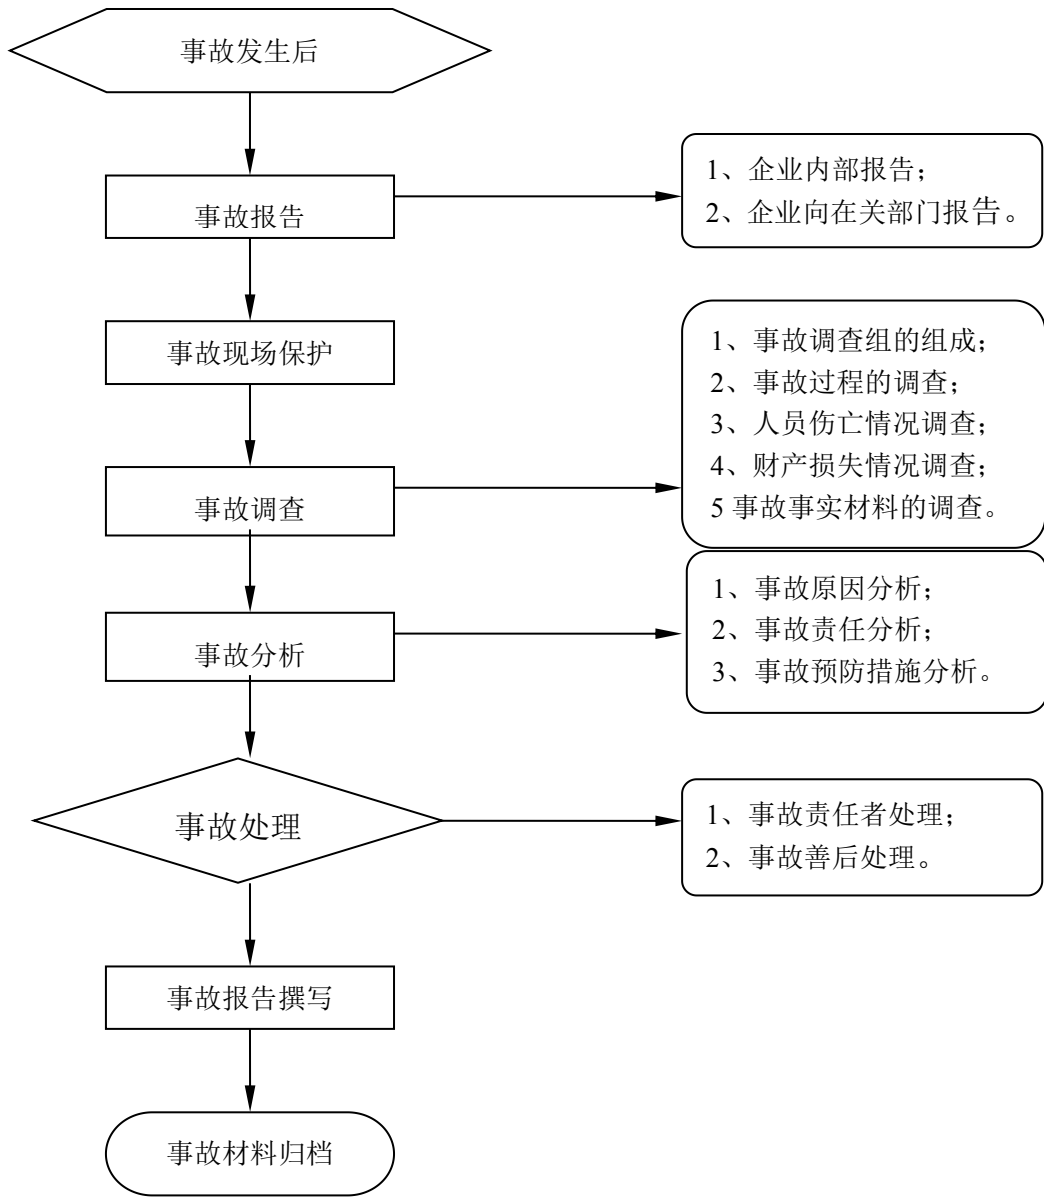 事故发生后
事故报告
1、企业内部报告；
2、企业向在关部门报告。
事故现场保护
事故调查
1、事故调查组的组成；
2、事故过程的调查；
3、人员伤亡情况调查；
4、财产损失情况调查；
5 事故事实材料的调查。
事故分析
1、事故原因分析；
2、事故责任分析；
3、事故预防措施分析。
事故处理
1、事故责任者处理；
2、事故善后处理。
事故报告撰写
事故材料归档